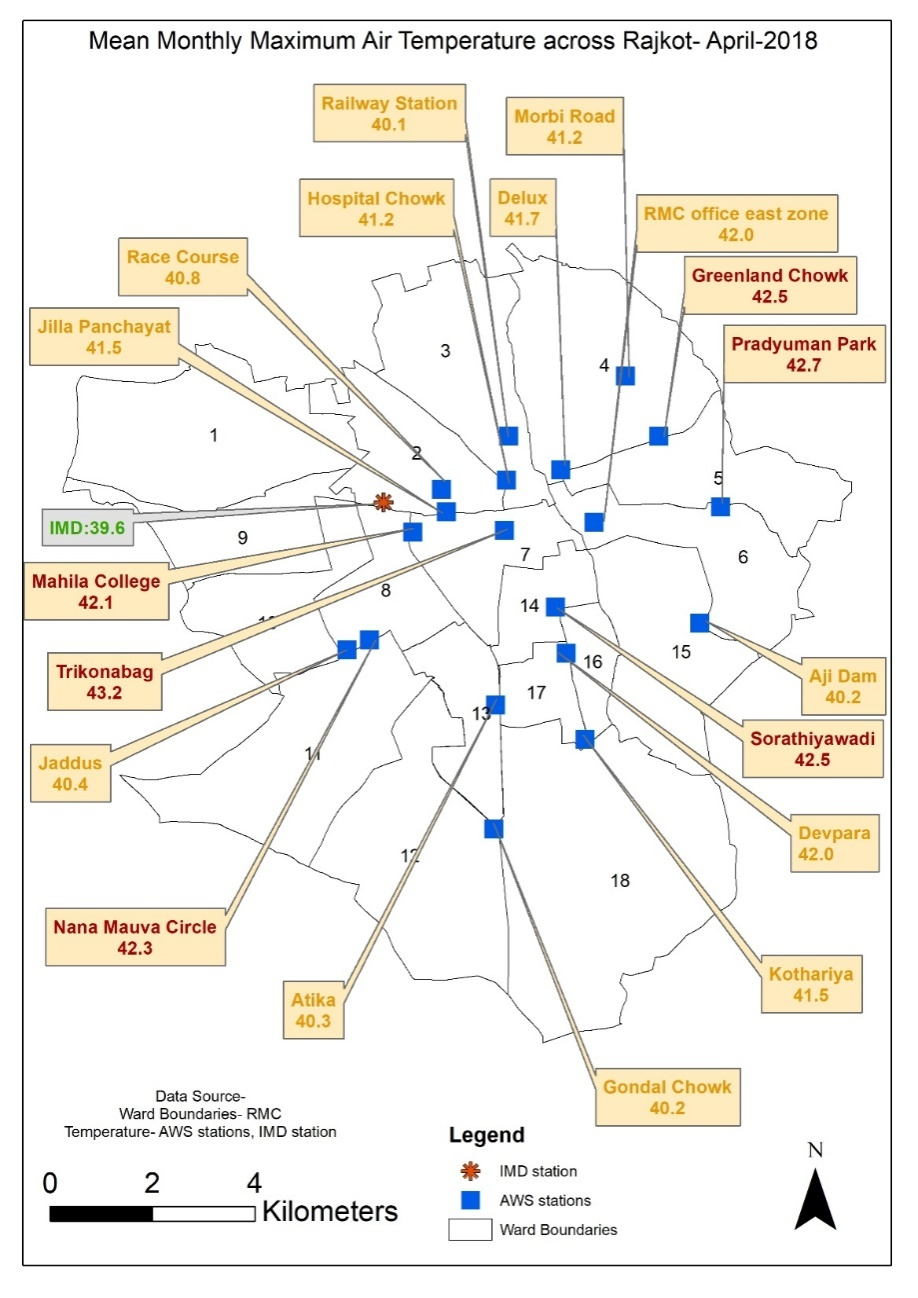 Mean Monthly Maximum Air Temperature across Rajkot- April-2018
Railway Station
40.1
Morbi Road
41.2
Hospital Chowk
41.2
Delux
41.7
RMC office east zone
42.0
Race Course
40.8
Greenland Chowk
42.5
Jilla Panchayat
41.5
Pradyuman Park
42.7
3
4
1
2
5
IMD:39.6
9
7
6
Mahila College
42.1
8
14
10
15
16
Trikonabag
43.2
Aji Dam
40.2
17
13
Sorathiyawadi
42.5
Jaddus
40.4
11
Devpara
42.0
12
18
Nana Mauva Circle
42.3
Kothariya
41.5
Atika
40.3
Gondal Chowk
40.2
Data Source-
Ward Boundaries- RMC
Temperature- AWS stations, IMD station
Legend
IMD station
AWS stations
Ward Boundaries
N
0 2 4
Kilometers